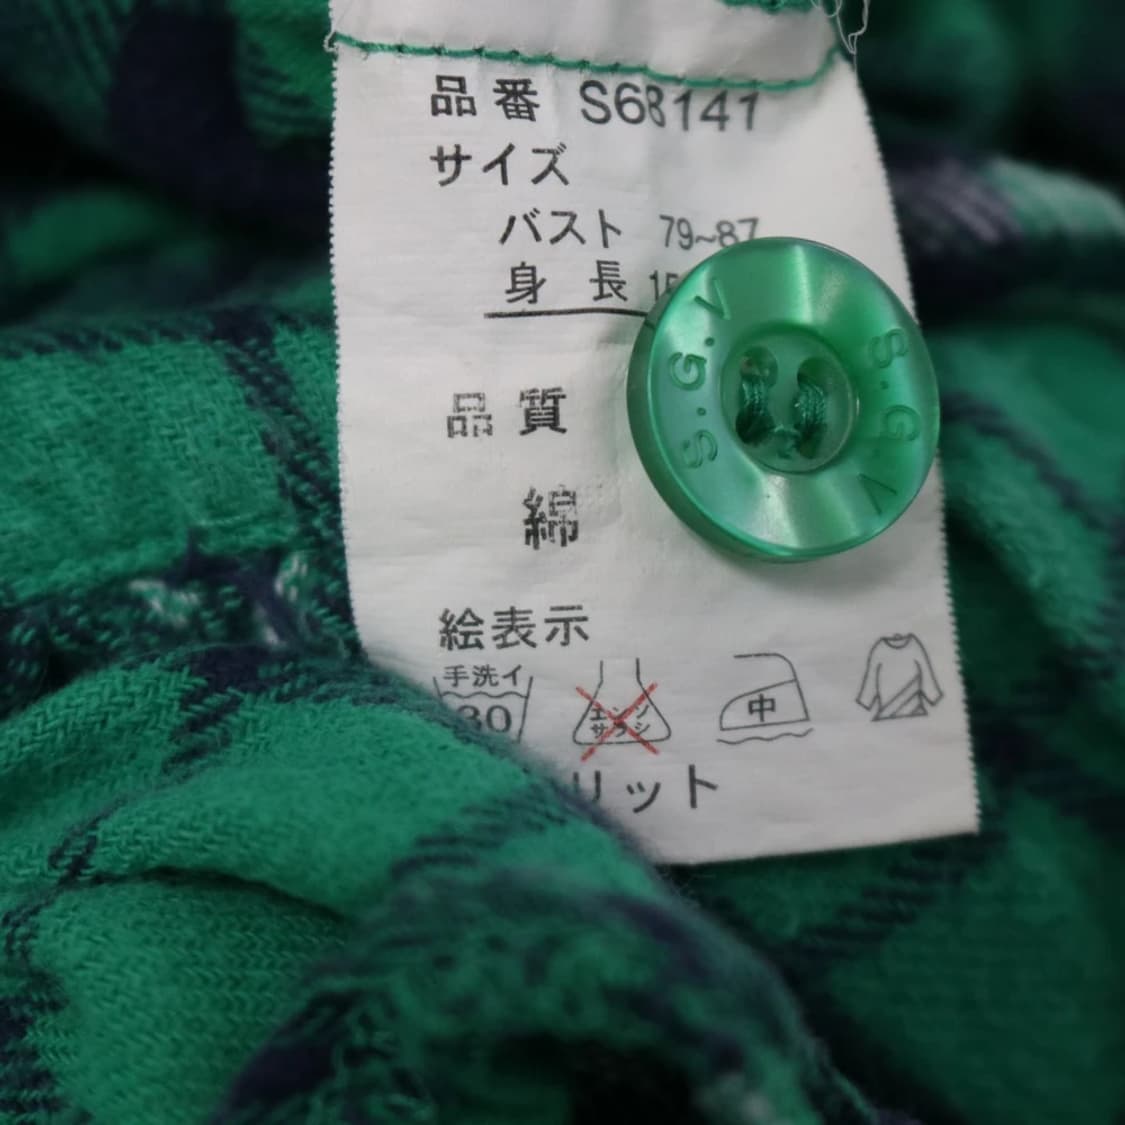 品番 S68141
サイズ
バスト 79~87
身長
品質
綿
絵表示
手洗イ
30
エンソ
サラシ
中
リット
S.G.V
S.G.V